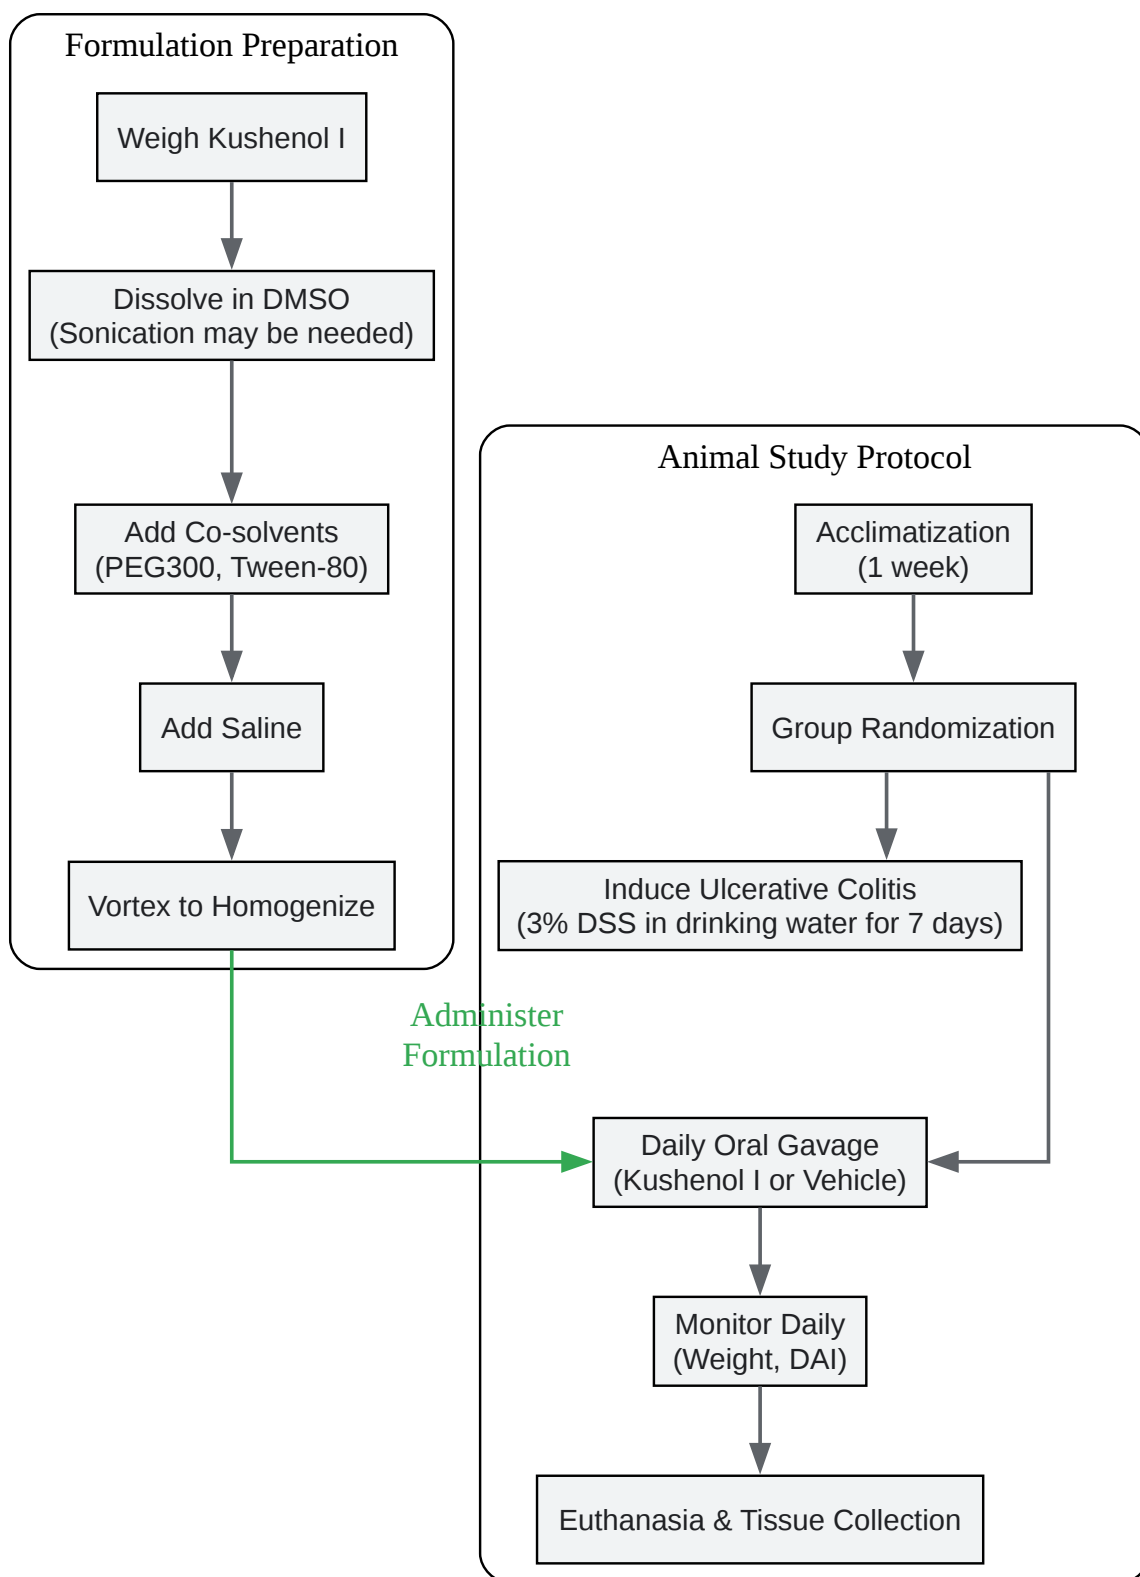 Formulation Preparation
Weigh Kushenol I
Dissolve in DMSO
(Sonication may be needed)
Add Co-solvents
(PEG300, Tween-80)
Add Saline
Vortex to Homogenize
Administer
Formulation
Animal Study Protocol
Acclimatization
(1 week)
Group Randomization
Induce Ulcerative Colitis
(3% DSS in drinking water for 7 days)
Daily Oral Gavage
(Kushenol I or Vehicle)
Monitor Daily
(Weight, DAI)
Euthanasia & Tissue Collection